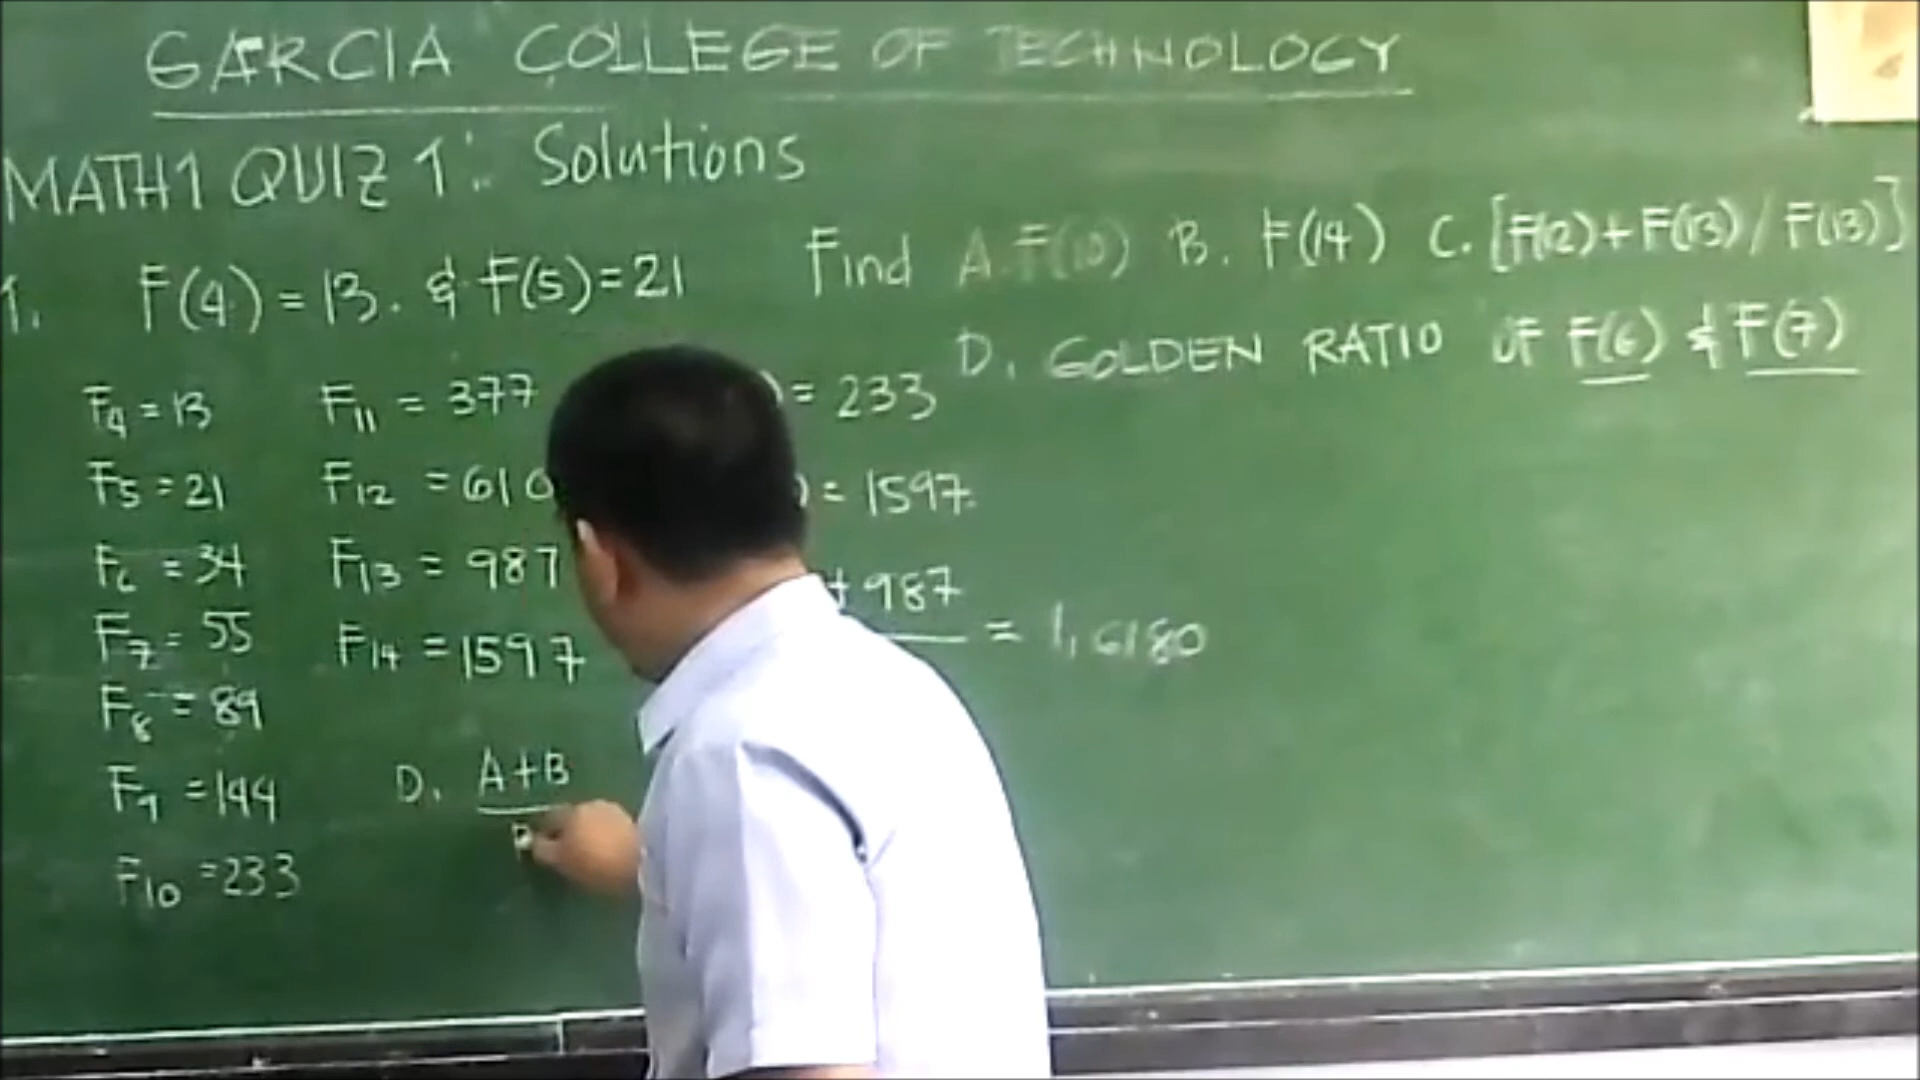 GARCIA COLLEGE OF TECHNOLOGY
MATH1 QUIZ 1: Solutions
1. F(4) = 13. & F(5)=21
Find A. F(10) B. F(14) C. [F(12)+F(13)/F(13)]
D. GOLDEN RATIO OF F(6) & F(7)
F4 = 13
F5 = 21
F6 = 34
F7 = 55
F8 = 89
F9 = 144
F10 = 233
F11 = 377
F12 = 610
F13 = 987
F14 = 1597
) = 233
) = 1597
+ 987 = 1.6180
D. A+B